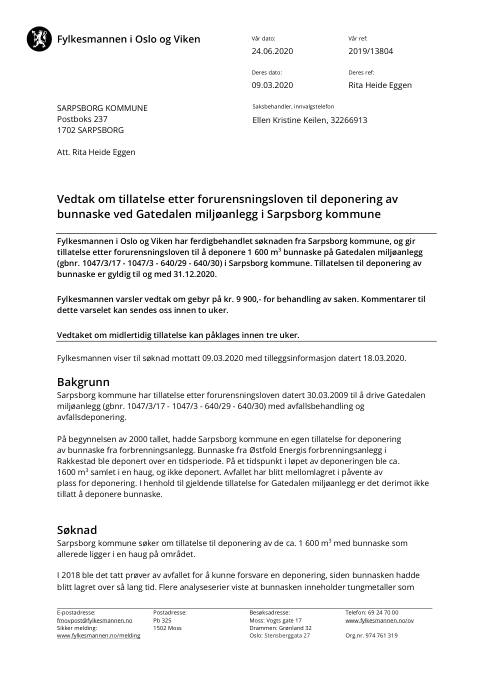 Fylkesmannen i Oslo og Viken
Vår dato:
Vår ref:
24.06.2020
2019/13804
Deres dato:
Deres ref:
09.03.2020
Rita Heide Eggen
SARPSBORG KOMMUNE
Postboks 237
1702 SARPSBORG
Saksbehandler, innvalgstelefon
Ellen Kristine Keilen, 32266913
Att. Rita Heide Eggen
Vedtak om tillatelse etter forurensningsloven til deponering av
bunnaske ved Gatedalen miljøanlegg i Sarpsborg kommune
Fylkesmannen i Oslo og Viken har ferdigbehandlet søknaden fra Sarpsborg kommune, og gir
tillatelse etter forurensningsloven til å deponere 1 600 m³ bunnaske på Gatedalen miljøanlegg
(gbnr. 1047/3/17 - 1047/3 - 640/29 - 640/30) i Sarpsborg kommune. Tillatelsen til deponering av
bunnaske er gyldig til og med 31.12.2020.
Fylkesmannen varsler vedtak om gebyr på kr. 9 900,- for behandling av saken. Kommentarer til
dette varselet kan sendes oss innen to uker.
Vedtaket om midlertidig tillatelse kan påklages innen tre uker.
Fylkesmannen viser til søknad mottatt 09.03.2020 med tilleggsinformasjon datert 18.03.2020.
Bakgrunn
Sarpsborg kommune har tillatelse etter forurensningsloven datert 30.03.2009 til å drive Gatedalen
miljøanlegg (gbnr. 1047/3/17 - 1047/3 - 640/29 - 640/30) med avfallsbehandling og
avfallsdeponering.
På begynnelsen av 2000 tallet, hadde Sarpsborg kommune en egen tillatelse for deponering
av bunnaske fra forbrenningsanlegg. Bunnaske fra Østfold Energis forbrenningsanlegg i
Rakkestad ble deponert over en tidsperiode. På et tidspunkt i løpet av deponeringen ble ca.
1600 m³ samlet i en haug, og ikke deponert. Avfallet har blitt mellomlagret i påvente av
plass for deponering. I henhold til gjeldende tillatelse for Gatedalen miljøanlegg er det derimot ikke
tillatt å deponere bunnaske.
Søknad
Sarpsborg kommune søker om tillatelse til deponering av de ca. 1 600 m³ med bunnaske som
allerede ligger i en haug på området.
I 2018 ble det tatt prøver av avfallet for å kunne forsvare en deponering, siden bunnasken hadde
blitt lagret over så lang tid. Flere analyseserier viste at bunnasken inneholder tungmetaller som
E-postadresse:
fmovpost@fylkesmannen.no
Sikker melding:
www.fylkesmannen.no/melding
Postadresse:
Pb 325
1502 Moss
Besøksadresse:
Moss: Vogts gate 17
Drammen: Grønland 32
Oslo: Stensberggata 27
Telefon: 69 24 70 00
www.fylkesmannen.no/ov
Org.nr. 974 761 319